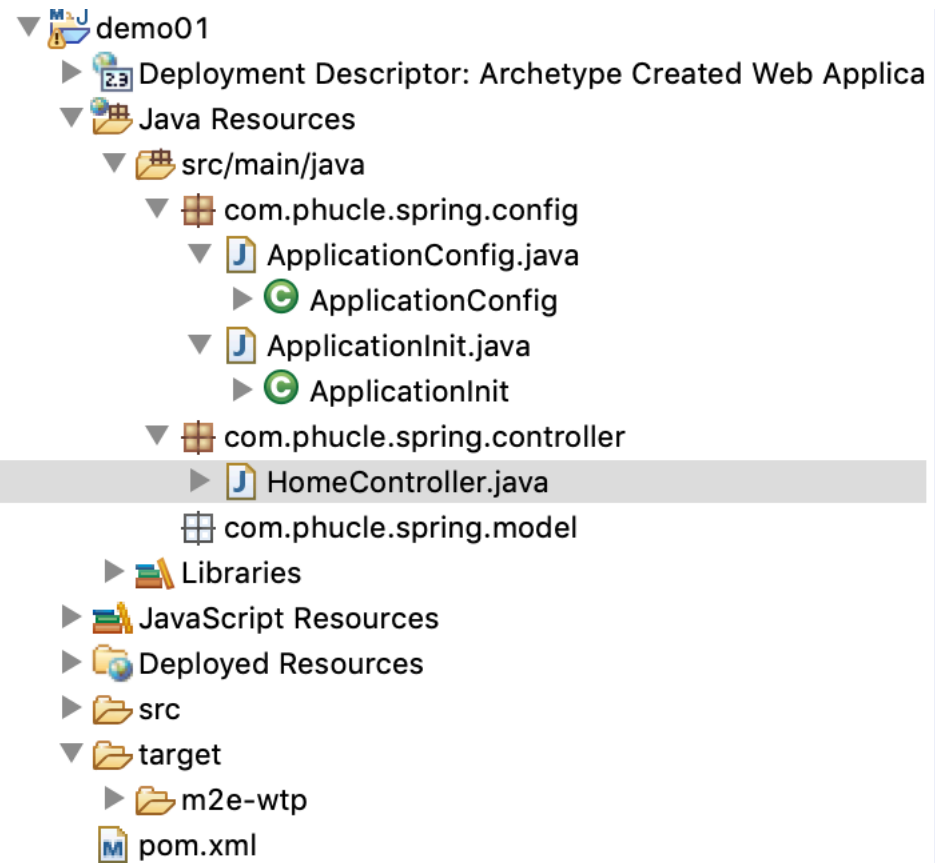 demo01
Deployment Descriptor: Archetype Created Web Applica
Java Resources
src/main/java
com.phucle.spring.config
ApplicationConfig.java
ApplicationConfig
ApplicationInit.java
ApplicationInit
com.phucle.spring.controller
HomeController.java
com.phucle.spring.model
Libraries
JavaScript Resources
Deployed Resources
src
target
m2e-wtp
pom.xml